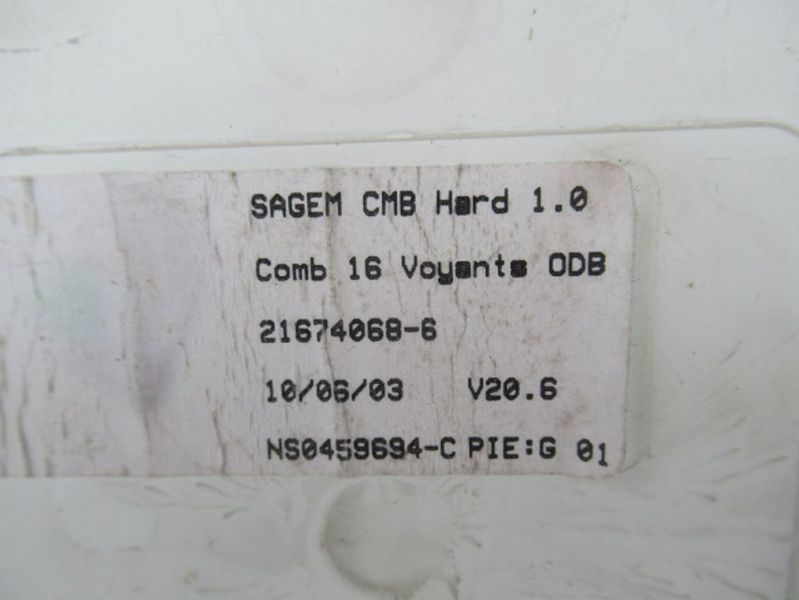 SAGEM CMB Hard 1.0
Comb 16 Voyants ODB
21674068-6
10/06/03 V20.6
NS0459694-C PIE:G 01